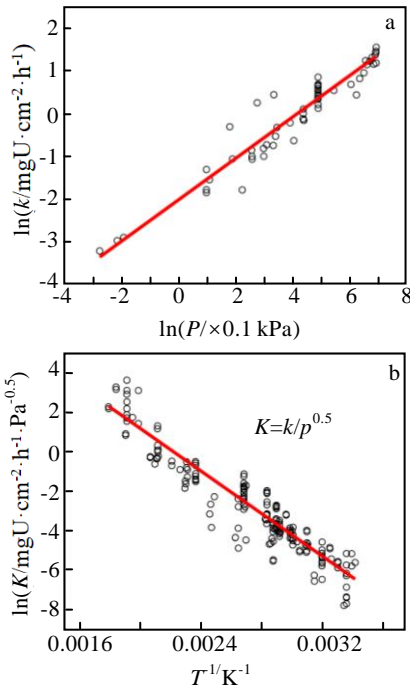 a
ln(k/mgU·cm-2·h-1)
2
1
0
-1
-2
-3
-4
-4 -2 0 2 4 6 8
ln(P/×0.1 kPa)
b
ln(K/mgU·cm-2·h-1·Pa-0.5)
4
2
0
-2
-4
-6
-8
K=k/p0.5
0.0016 0.0024 0.0032
T1/K-1